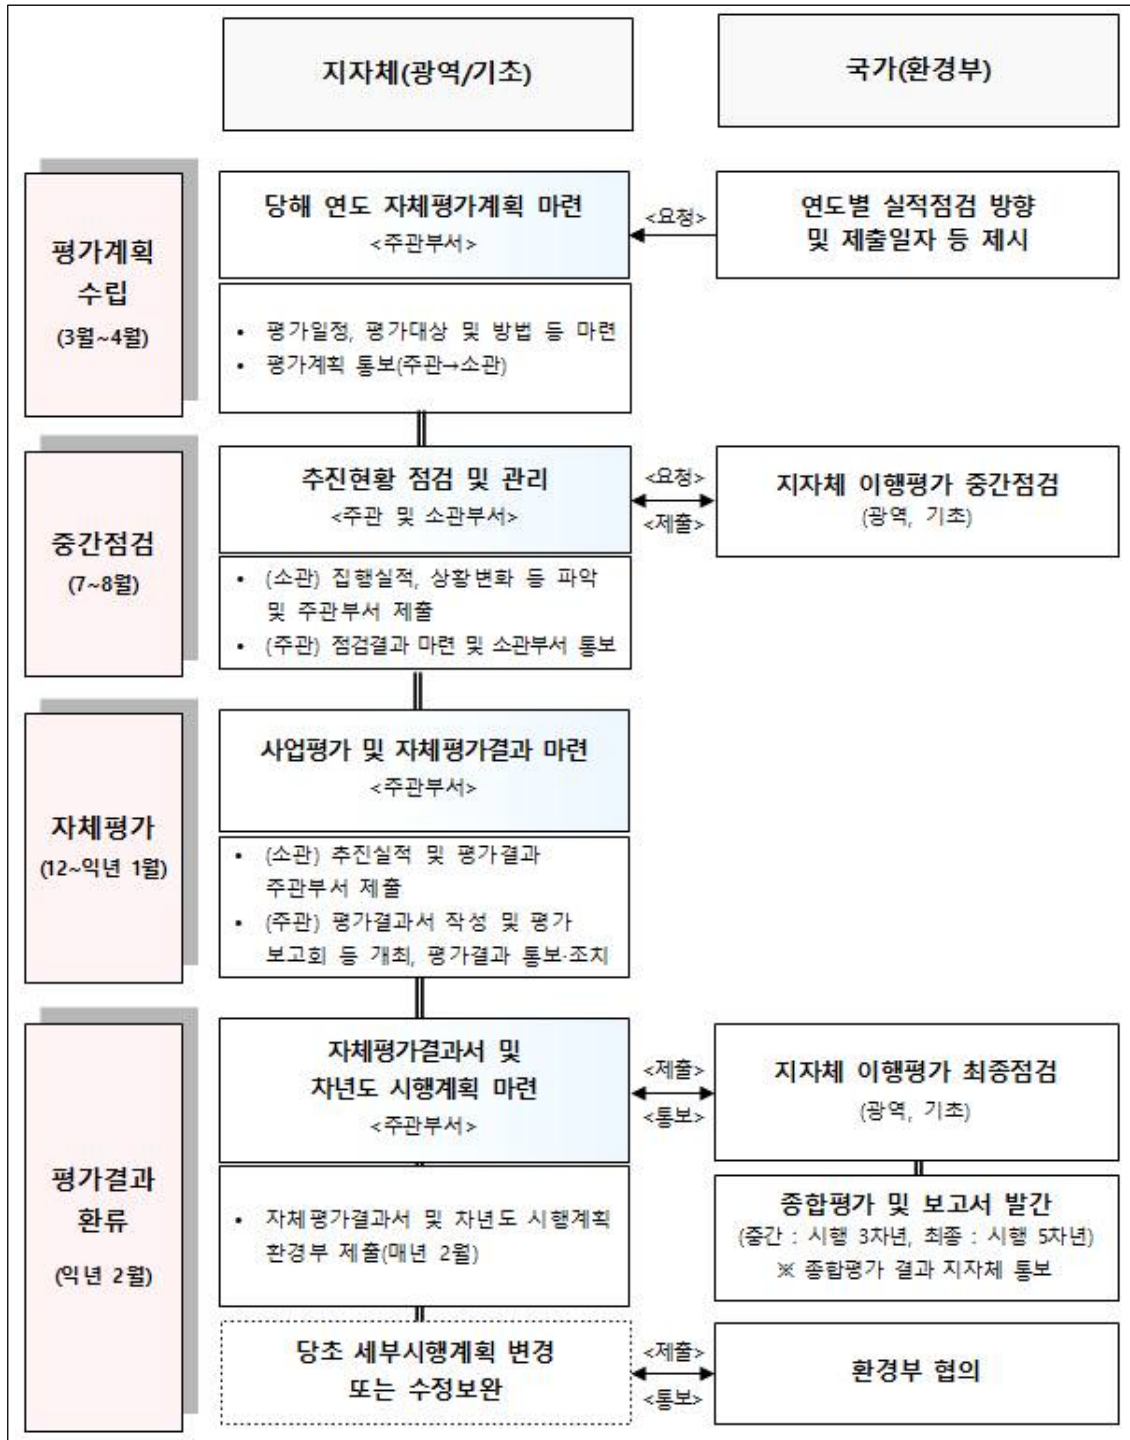 지자체(광역/기초)
국가(환경부)
평가계획
수립
(3월~4월)
당해 연도 자체평가계획 마련
<주관부서>
<요청>
연도별 실적점검 방향
및 제출일자 등 제시
• 평가일정, 평가대상 및 방법 등 마련
• 평가계획 통보(주관→소관)
중간점검
(7~8월)
추진현황 점검 및 관리
<주관 및 소관부서>
<요청>
<제출>
지자체 이행평가 중간점검
(광역, 기초)
• (소관) 집행실적, 상황변화 등 파악
및 주관부서 제출
• (주관) 점검결과 마련 및 소관부서 통보
자체평가
(12~익년 1월)
사업평가 및 자체평가결과 마련
<주관부서>
• (소관) 추진실적 및 평가결과
주관부서 제출
• (주관) 평가결과서 작성 및 평가
보고회 등 개최, 평가결과 통보·조치
평가결과
환류
(익년 2월)
자체평가결과서 및
차년도 시행계획 마련
<주관부서>
<제출>
<통보>
지자체 이행평가 최종점검
(광역, 기초)
• 자체평가결과서 및 차년도 시행계획
환경부 제출(매년 2월)
종합평가 및 보고서 발간
(중간 : 시행 3차년, 최종 : 시행 5차년)
※ 종합평가 결과 지자체 통보
당초 세부시행계획 변경
또는 수정보완
<제출>
<통보>
환경부 협의